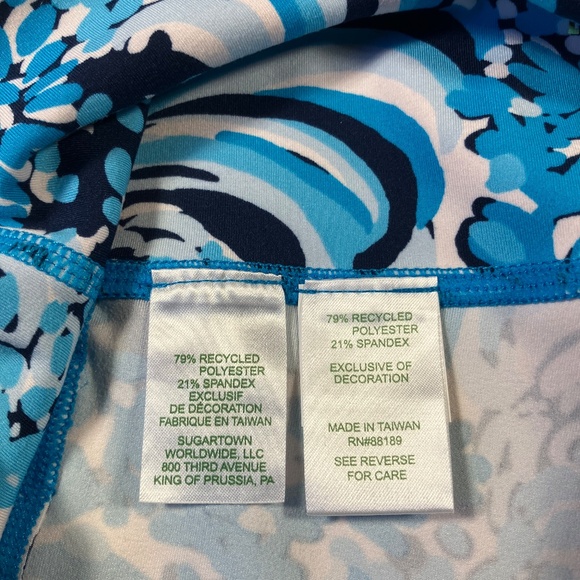 79% RECYCLED
POLYESTER
21% SPANDEX
EXCLUSIF
DE DÉCORATION
FABRIQUE EN TAIWAN
SUGARTOWN
WORLDWIDE, LLC
800 THIRD AVENUE
KING OF PRUSSIA, PA
79% RECYCLED
POLYESTER
21% SPANDEX
EXCLUSIVE OF
DECORATION
MADE IN TAIWAN
RN#88189
SEE REVERSE
FOR CARE